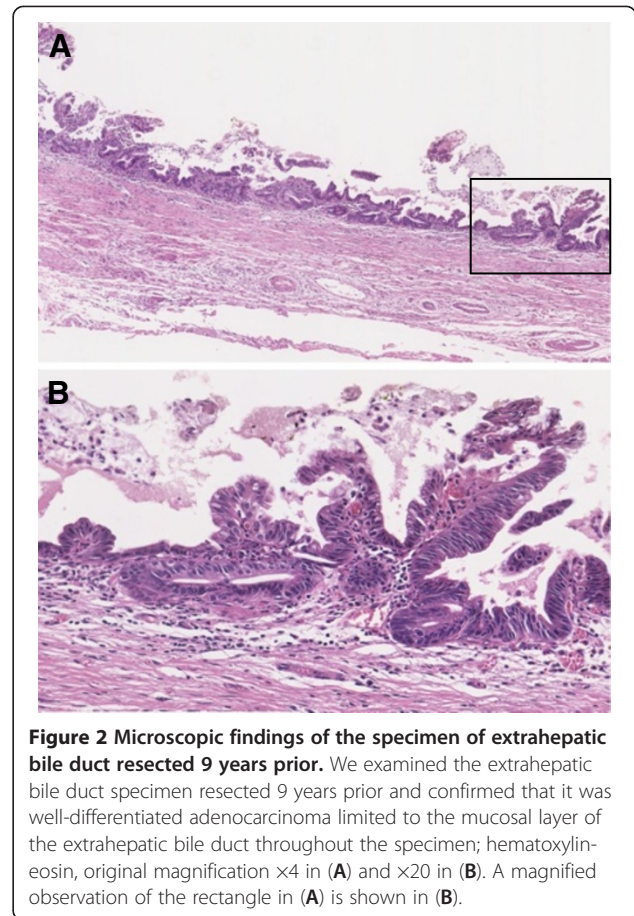 A
B
Figure 2 Microscopic findings of the specimen of extrahepatic
bile duct resected 9 years prior. We examined the extrahepatic
bile duct specimen resected 9 years prior and confirmed that it was
well-differentiated adenocarcinoma limited to the mucosal layer of
the extrahepatic bile duct throughout the specimen; hematoxylin-
eosin, original magnification ×4 in (A) and ×20 in (B). A magnified
observation of the rectangle in (A) is shown in (B).